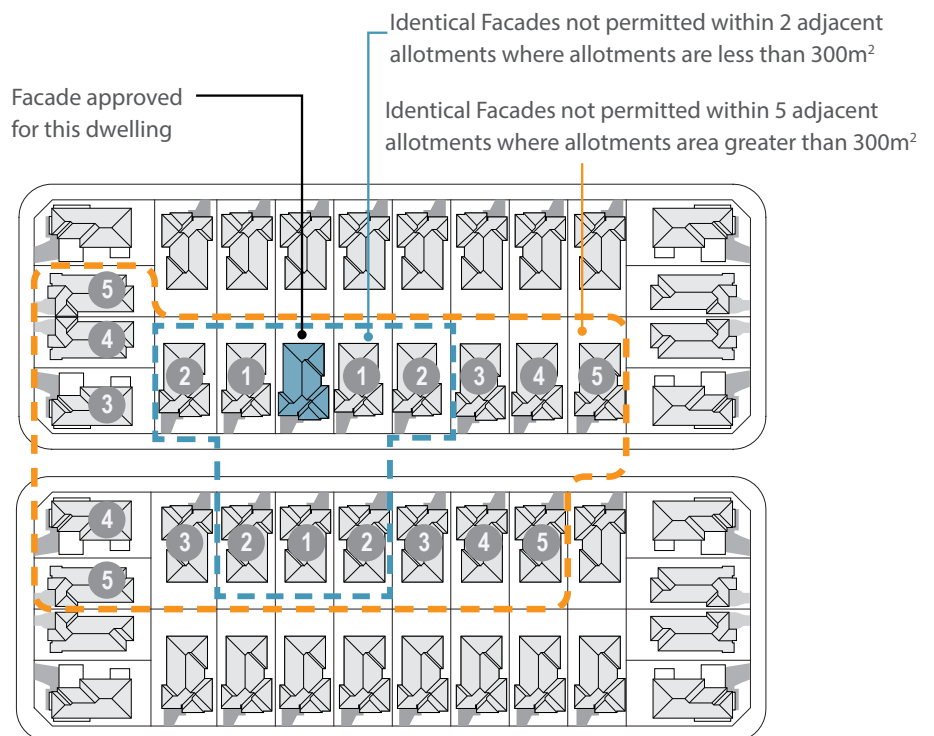 Identical Facades not permitted within 2 adjacent
allotments where allotments are less than 300m²
Facade approved
for this dwelling
Identical Facades not permitted within 5 adjacent
allotments where allotments area greater than 300m²
5
4
3
2 1 1 2 3 4 5
4
3 2 1 2 3 4 5
5